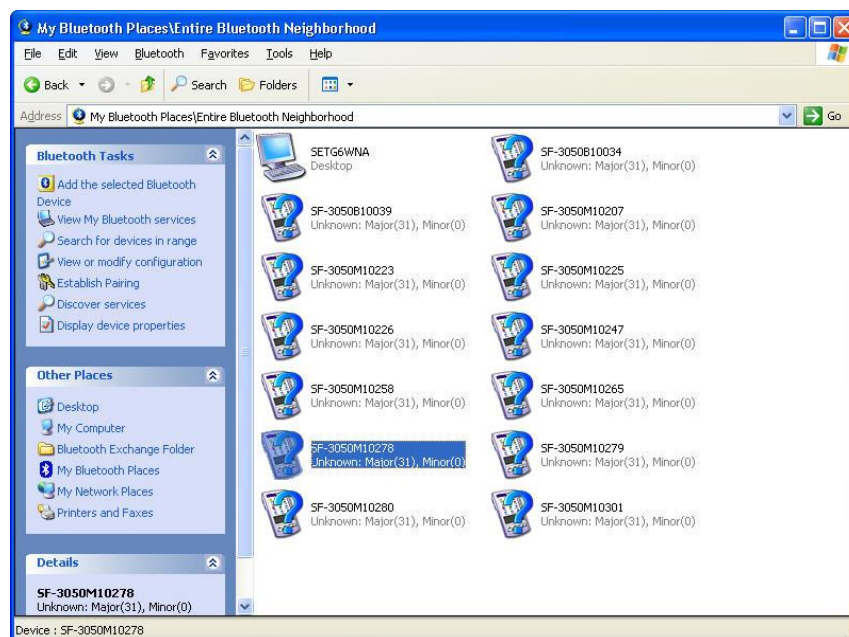 My Bluetooth Places\Entire Bluetooth Neighborhood
File Edit View Bluetooth Favorites Tools Help
Back Search Folders
Address My Bluetooth Places\Entire Bluetooth Neighborhood Go
Bluetooth Tasks
Add the selected Bluetooth
Device
View My Bluetooth services
Search for devices in range
View or modify configuration
Establish Pairing
Discover services
Display device properties
Other Places
Desktop
My Computer
Bluetooth Exchange Folder
My Bluetooth Places
My Network Places
Printers and Faxes
Details
SF-3050M10278
Unknown: Major(31), Minor(0)
SETG6WNA
Desktop
SF-3050B10034
Unknown: Major(31), Minor(0)
SF-3050B10039
Unknown: Major(31), Minor(0)
SF-3050M10207
Unknown: Major(31), Minor(0)
SF-3050M10223
Unknown: Major(31), Minor(0)
SF-3050M10225
Unknown: Major(31), Minor(0)
SF-3050M10226
Unknown: Major(31), Minor(0)
SF-3050M10247
Unknown: Major(31), Minor(0)
SF-3050M10258
Unknown: Major(31), Minor(0)
SF-3050M10265
Unknown: Major(31), Minor(0)
SF-3050M10278
Unknown: Major(31), Minor(0)
SF-3050M10279
Unknown: Major(31), Minor(0)
SF-3050M10280
Unknown: Major(31), Minor(0)
SF-3050M10301
Unknown: Major(31), Minor(0)
Device : SF-3050M10278